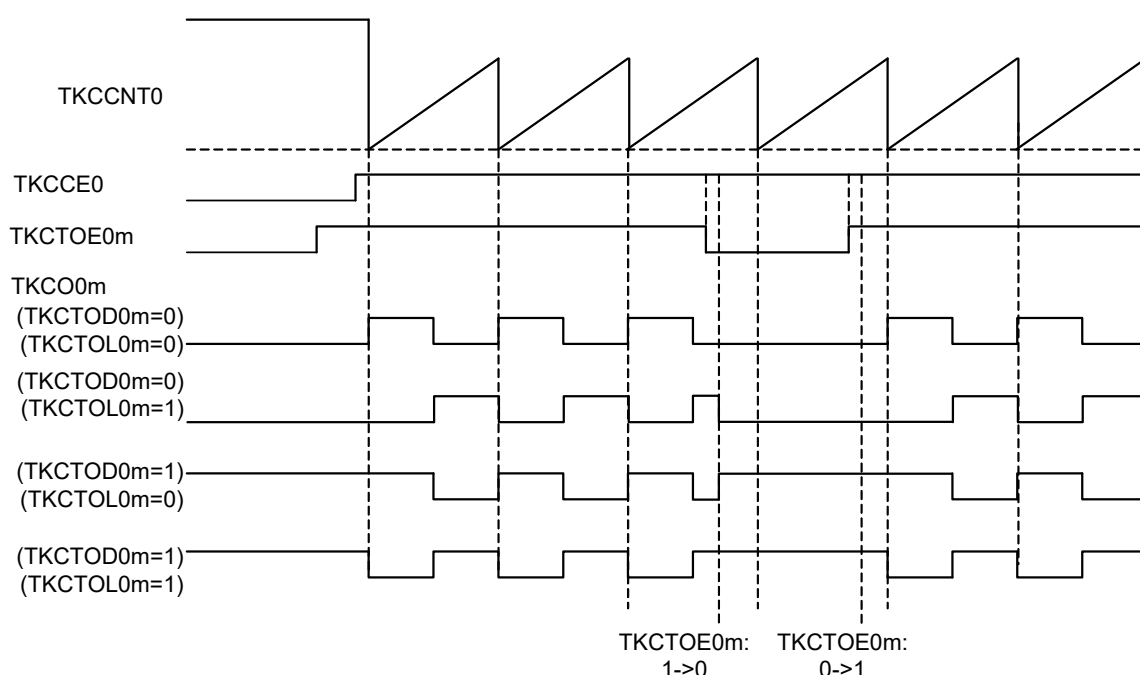 TKCCNT0
TKCCE0
TKCTOE0m
TKCO0m
(TKCTOD0m=0)
(TKCTOL0m=0)
(TKCTOD0m=0)
(TKCTOL0m=1)
(TKCTOD0m=1)
(TKCTOL0m=0)
(TKCTOD0m=1)
(TKCTOL0m=1)
TKCTOE0m: TKCTOE0m:
1->0 0->1